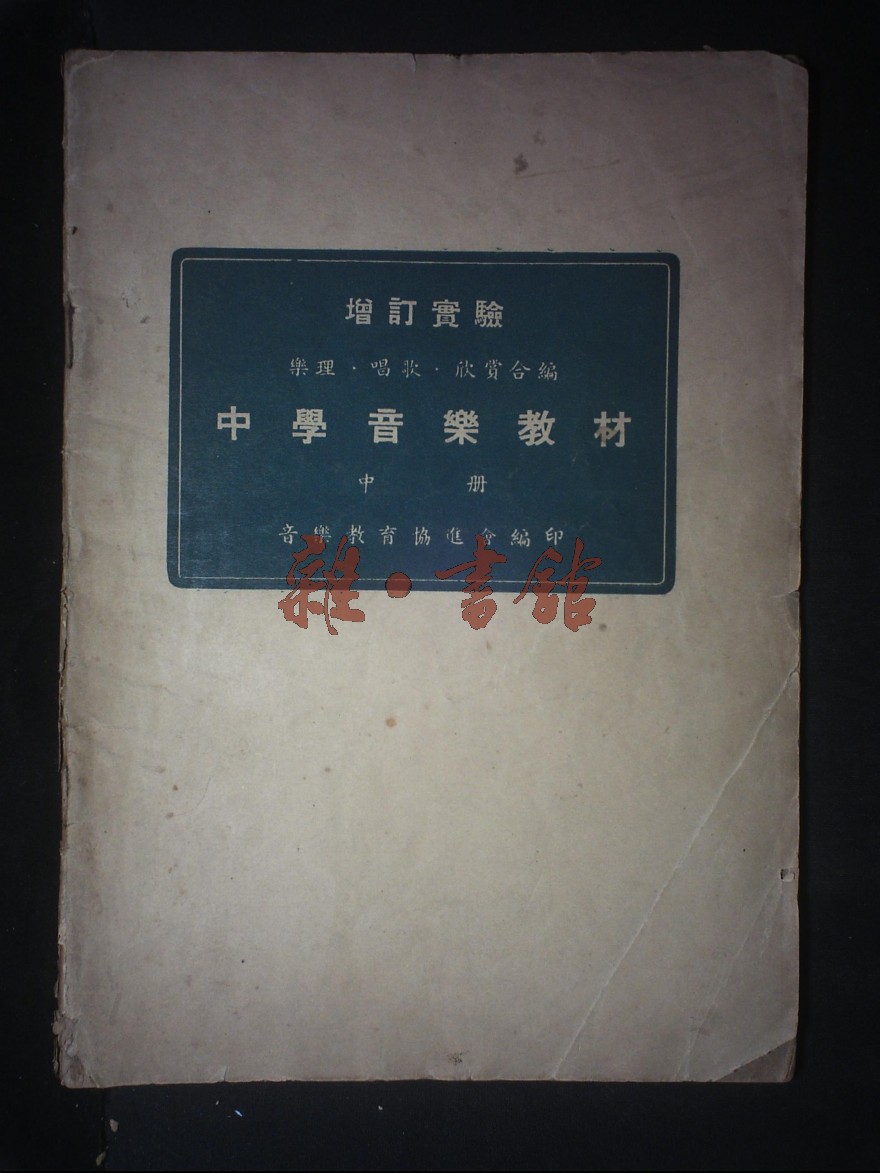 增訂實驗
樂理·唱歌·欣賞合編
中學音樂教材
中册
音樂教育協進會編印
雜·書館